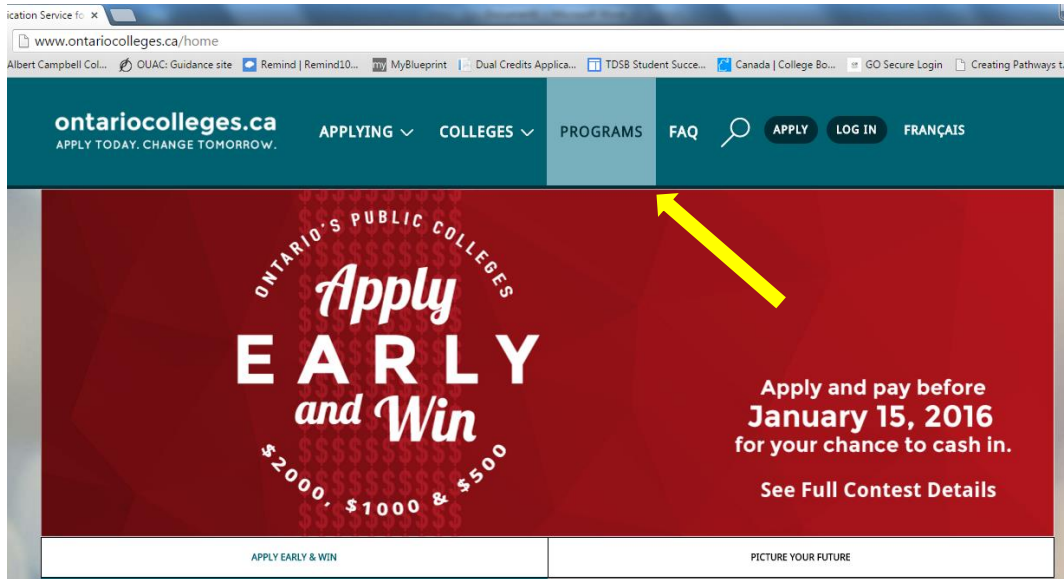 ication Service fo ×
www.ontariocolleges.ca/home
Albert Campbell Col... OUAC: Guidance site Remind | Remind10... my MyBlueprint Dual Credits Applica... TDSB Student Succe... Canada | College Bo... GO Secure Login Creating Pathways t
ontariocolleges.ca
APPLY TODAY. CHANGE TOMORROW.
APPLYING COLLEGES PROGRAMS FAQ APPLY LOG IN FRANÇAIS
ONTARIO'S PUBLIC COLLEGES
Apply
EARLY
and Win
$2000, $1000 & $500
Apply and pay before
January 15, 2016
for your chance to cash in.
See Full Contest Details
APPLY EARLY & WIN PICTURE YOUR FUTURE